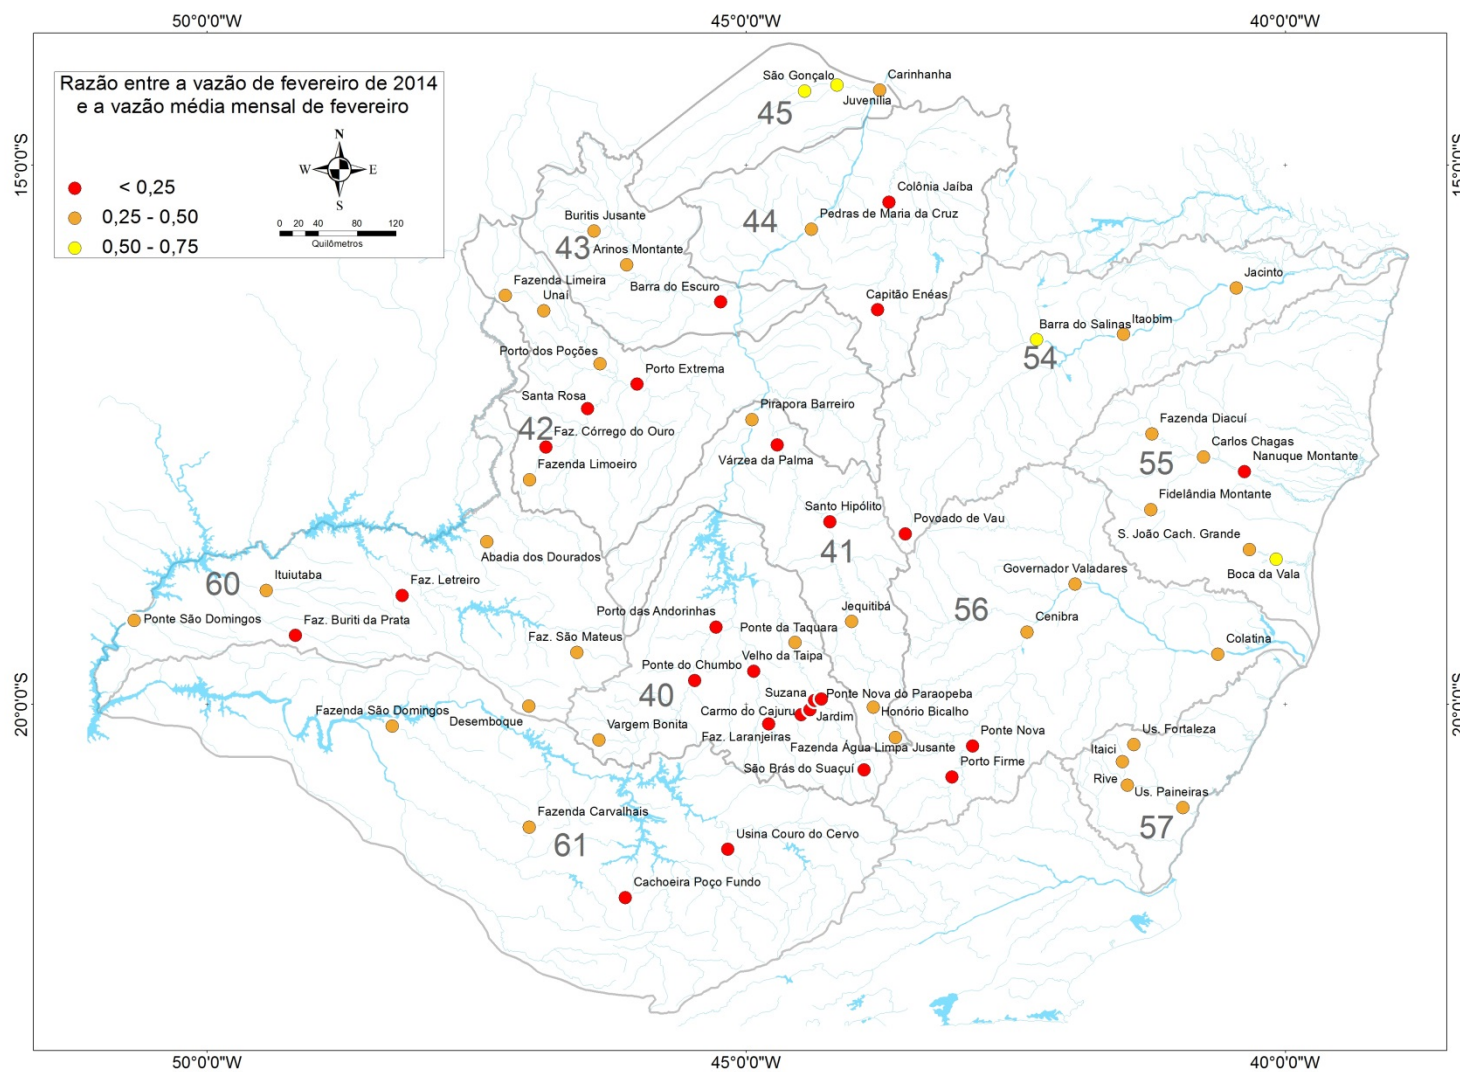 50°0'0"W
45°0'0"W
40°0'0"W
Razão entre a vazão de fevereiro de 2014
e a vazão média mensal de fevereiro
N
W
E
S
< 0,25
0,25 - 0,50
0,50 - 0,75
0 20 40 80 120
Quilômetros
15°0'0"S
15°0'0"S
São Gonçalo
Carinhanha
Juvenília
45
Colônia Jaíba
Pedras de Maria da Cruz
44
Buritis Jusante
43
Arinos Montante
Fazenda Limeira
Unaí
Barra do Escuro
Capitão Enéas
Jacinto
Barra do Salinas
Itaobim
54
Porto dos Poções
Porto Extrema
Santa Rosa
42
Faz. Córrego do Ouro
Fazenda Limoeiro
Pirapora Barreiro
Várzea da Palma
Fazenda Diacuí
Carlos Chagas
Nanuque Montante
55
Fidelândia Montante
Santo Hipólito
Povoado de Vau
41
S. João Cach. Grande
Boca da Vala
Abadia dos Dourados
Ituiutaba
60
Faz. Letreiro
Governador Valadares
56
Ponte São Domingos
Faz. Buriti da Prata
Porto das Andorinhas
Jequitibá
Cenibra
Faz. São Mateus
Ponte da Taquara
Colatina
Velho da Taipa
Ponte do Chumbo
40
Suzana
Ponte Nova do Paraopeba
20°0'0"S
20°0'0"S
Fazenda São Domingos
Desemboque
Vargem Bonita
Carmo do Cajuru
Jardim
Honório Bicalho
Faz. Laranjeiras
Fazenda Água Limpa Jusante
Ponte Nova
São Brás do Suaçuí
Porto Firme
Us. Fortaleza
Itaici
Rive
Us. Paineiras
57
Fazenda Carvalhais
61
Usina Couro do Cervo
Cachoeira Poço Fundo
50°0'0"W
45°0'0"W
40°0'0"W